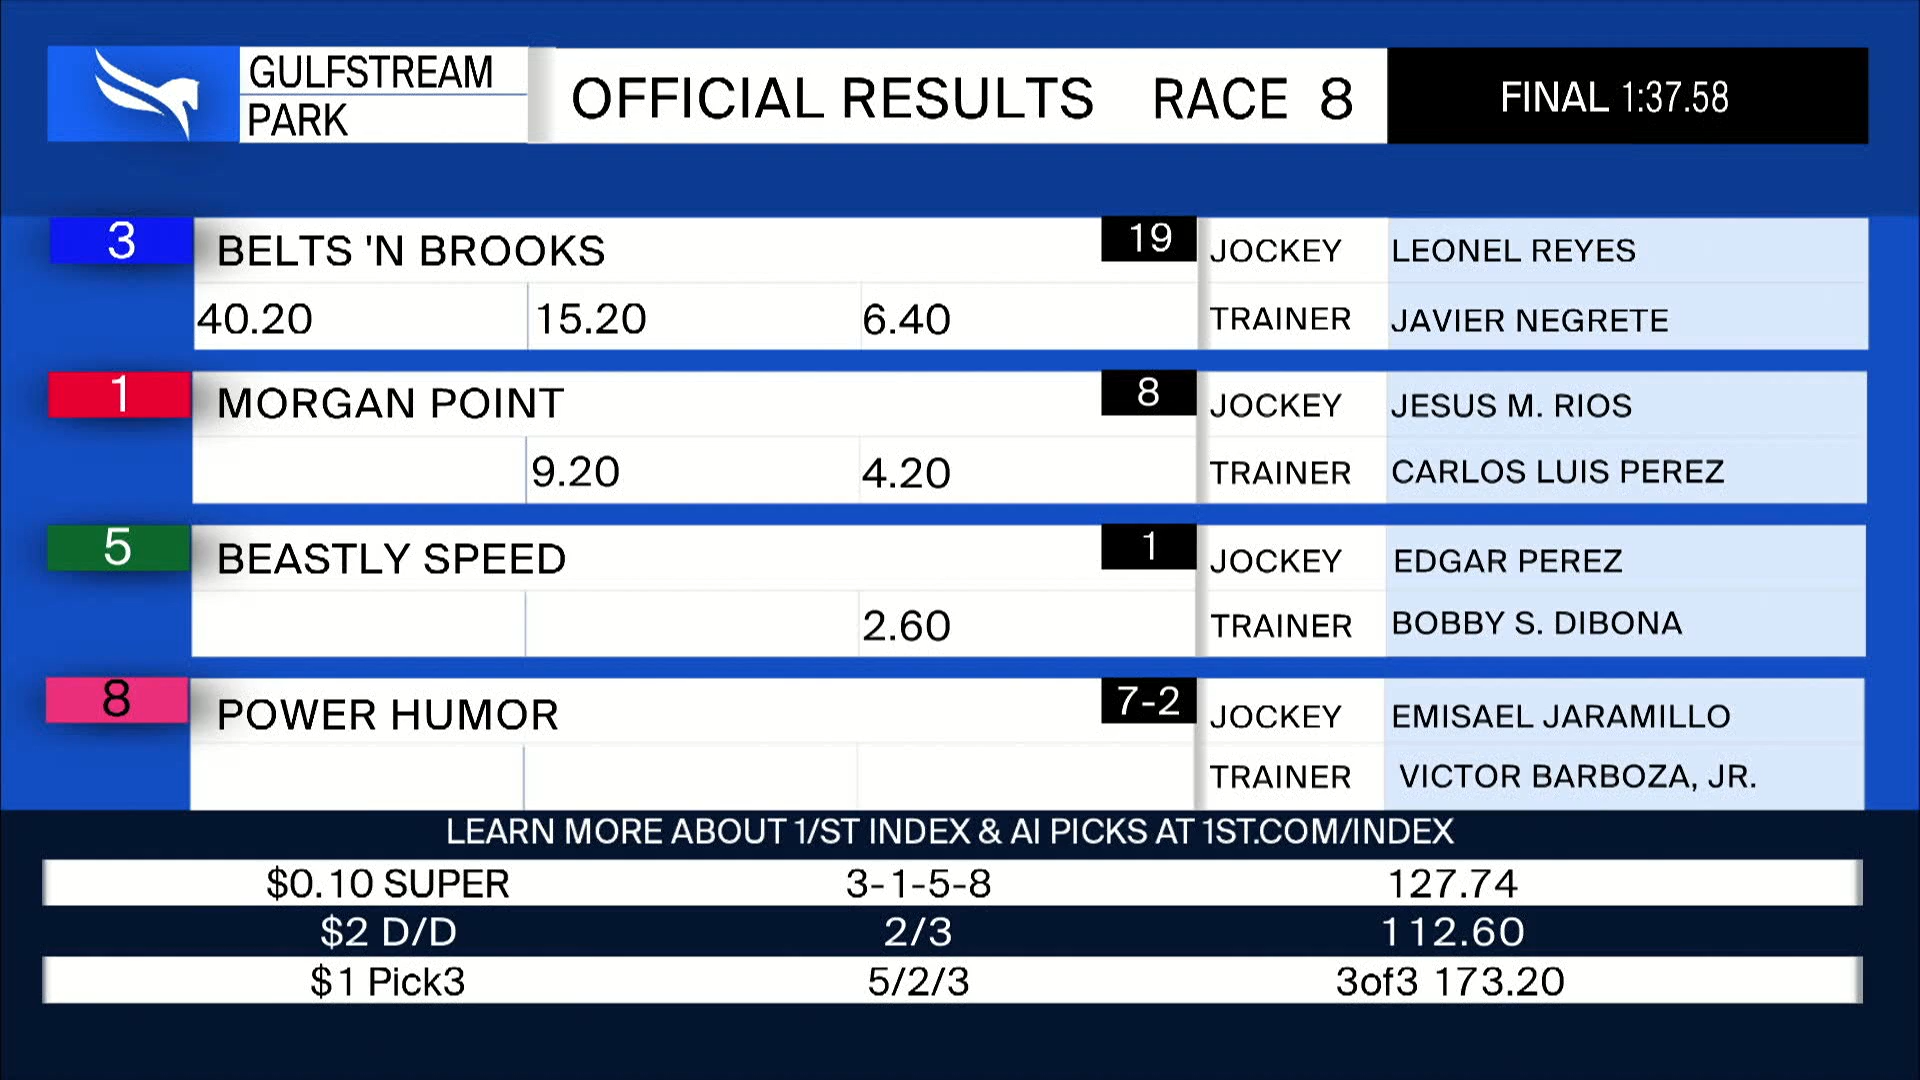 GULFSTREAM
PARK
OFFICIAL RESULTS RACE 8
FINAL 1:37.58
3 BELTS 'N BROOKS 19 JOCKEY LEONEL REYES
40.20 15.20 6.40 TRAINER JAVIER NEGRETE
1 MORGAN POINT 8 JOCKEY JESUS M. RIOS
9.20 4.20 TRAINER CARLOS LUIS PEREZ
5 BEASTLY SPEED 1 JOCKEY EDGAR PEREZ
2.60 TRAINER BOBBY S. DIBONA
8 POWER HUMOR 7-2 JOCKEY EMISAEL JARAMILLO
TRAINER VICTOR BARBOZA, JR.
LEARN MORE ABOUT 1/ST INDEX & AI PICKS AT 1ST.COM/INDEX
$0.10 SUPER 3-1-5-8 127.74
$2 D/D 2/3 112.60
$1 Pick3 5/2/3 3of3 173.20